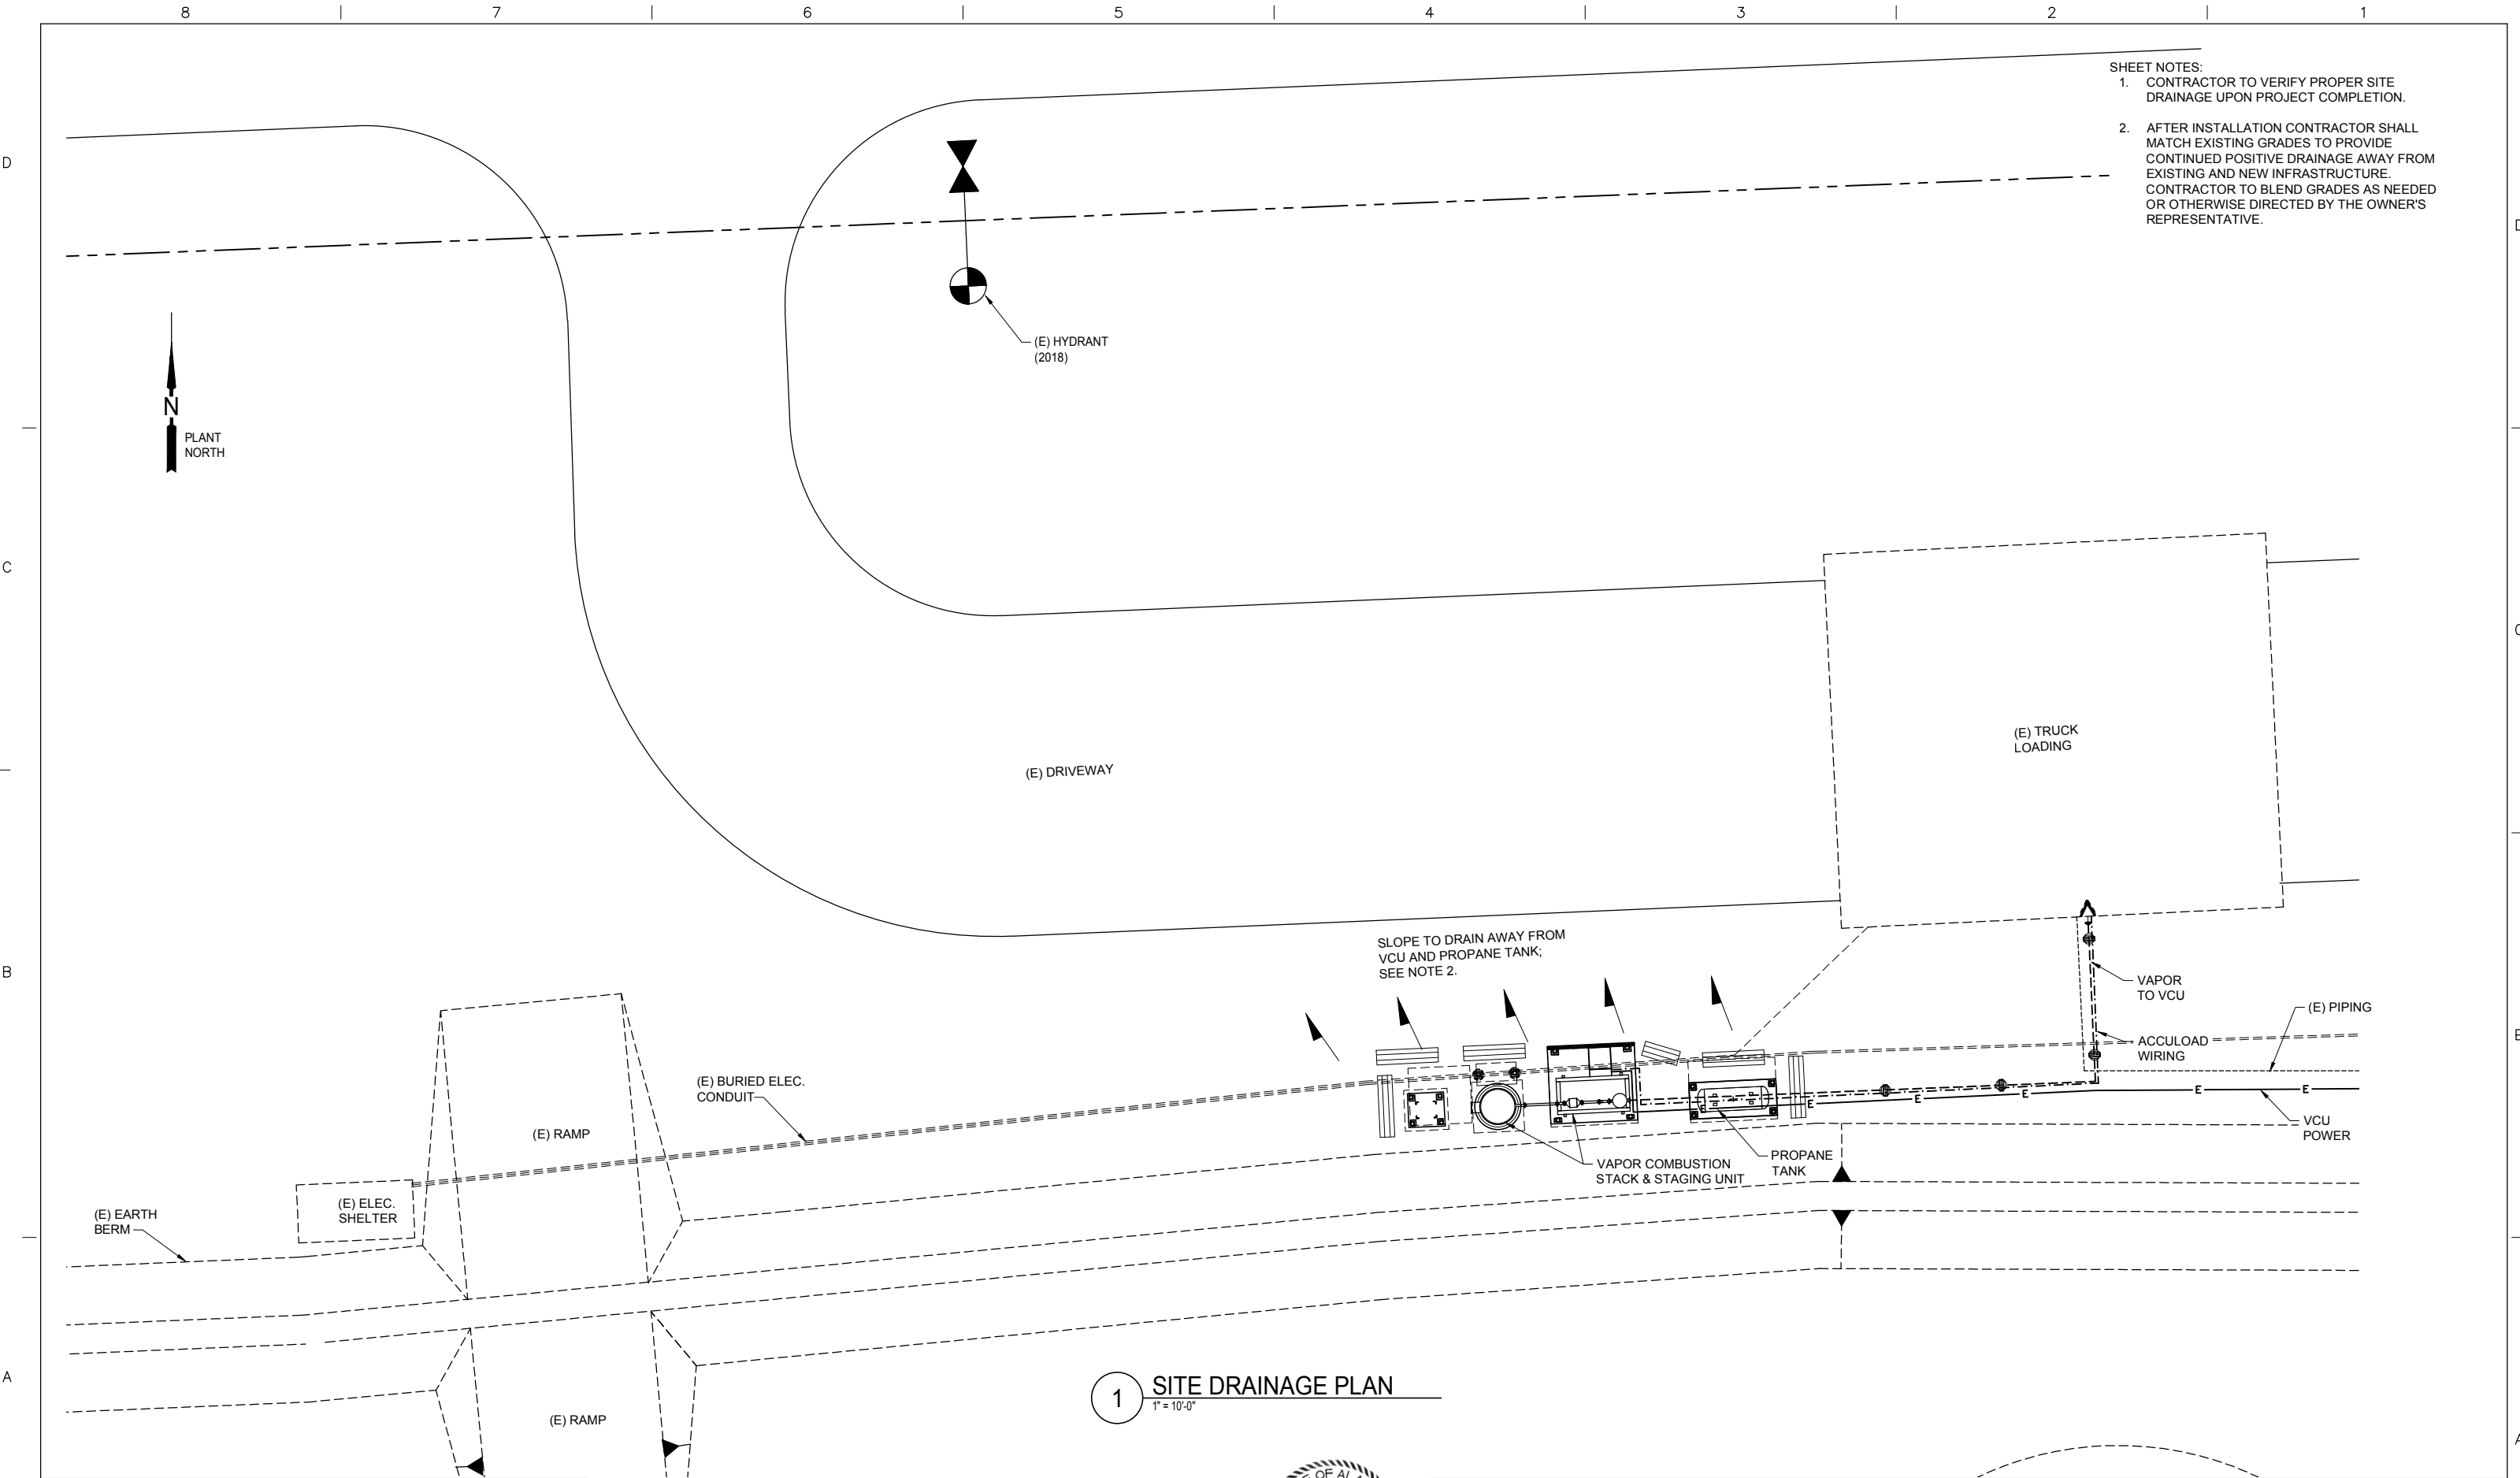 8 7 6 5 4 3 2 1
SHEET NOTES:
1. CONTRACTOR TO VERIFY PROPER SITE
DRAINAGE UPON PROJECT COMPLETION.
2. AFTER INSTALLATION CONTRACTOR SHALL
MATCH EXISTING GRADES TO PROVIDE
CONTINUED POSITIVE DRAINAGE AWAY FROM
EXISTING AND NEW INFRASTRUCTURE.
CONTRACTOR TO BLEND GRADES AS NEEDED
OR OTHERWISE DIRECTED BY THE OWNER'S
REPRESENTATIVE.
D
(E) HYDRANT
(2018)
N
PLANT
NORTH
C
(E) TRUCK
LOADING
(E) DRIVEWAY
B
SLOPE TO DRAIN AWAY FROM
VCU AND PROPANE TANK;
SEE NOTE 2.
VAPOR
TO VCU
(E) PIPING
ACCULOAD
WIRING
(E) BURIED ELEC.
CONDUIT
E E E E E E
VCU
POWER
(E) RAMP
PROPANE
TANK
VAPOR COMBUSTION
STACK & STAGING UNIT
(E) ELEC.
SHELTER
(E) EARTH
BERM
A
1
SITE DRAINAGE PLAN
1" = 10'-0"
(E) RAMP
OF